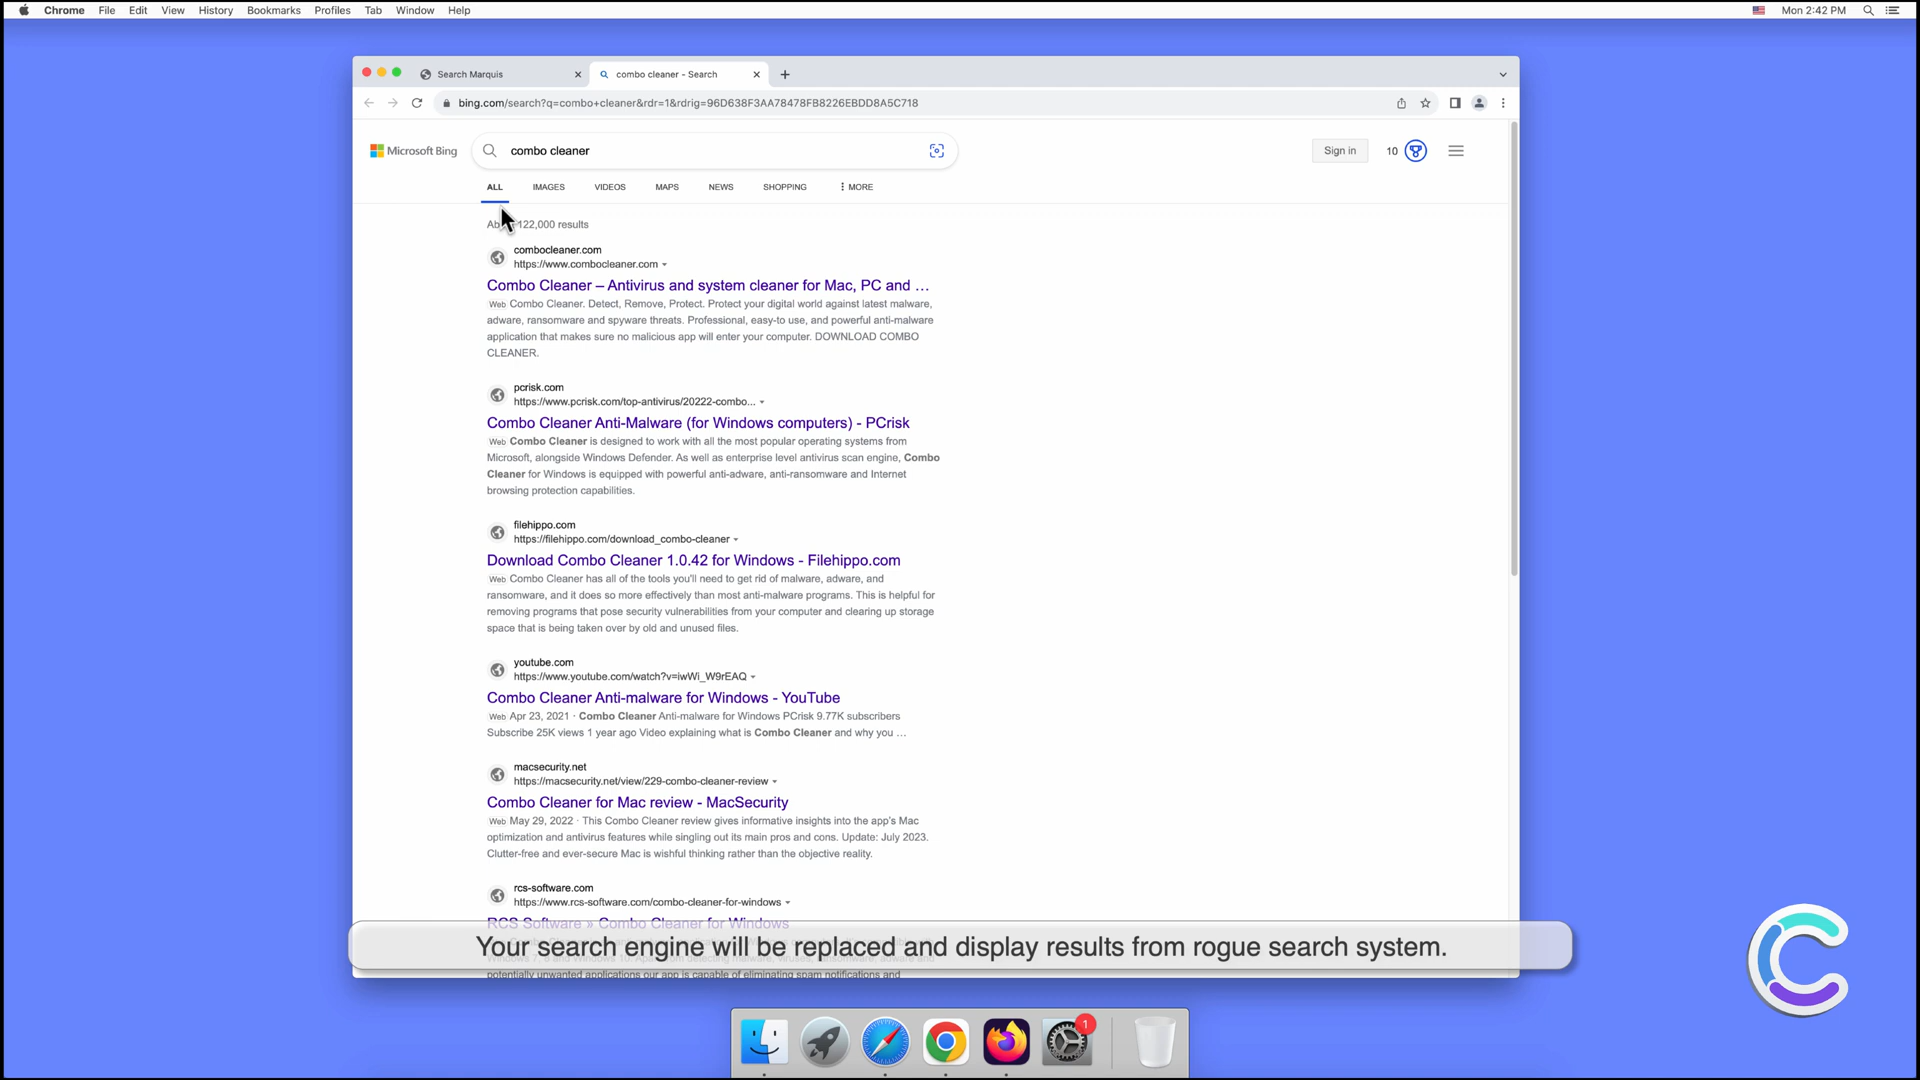 Chrome File Edit View History Bookmarks Profiles Tab Window Help
Mon 2:42 PM
Search Marquis
combo cleaner - Search
bing.com/search?q=combo+cleaner&rdr=1&rdrig=96D638F3AA78478FB8226EBDD8A5C718
Microsoft Bing
combo cleaner
Sign in
10
ALL IMAGES VIDEOS MAPS NEWS SHOPPING MORE
122,000 results
combocleaner.com
https://www.combocleaner.com
Combo Cleaner – Antivirus and system cleaner for Mac, PC and ...
Web Combo Cleaner. Detect, Remove, Protect. Protect your digital world against latest malware,
adware, ransomware and spyware threats. Professional, easy-to use, and powerful anti-malware
application that makes sure no malicious app will enter your computer. DOWNLOAD COMBO
CLEANER.
pcrisk.com
https://www.pcrisk.com/top-antivirus/20222-combo...
Combo Cleaner Anti-Malware (for Windows computers) - PCrisk
Web Combo Cleaner is designed to work with all the most popular operating systems from
Microsoft, alongside Windows Defender. As well as enterprise level antivirus scan engine, Combo
Cleaner for Windows is equipped with powerful anti-adware, anti-ransomware and Internet
browsing protection capabilities.
filehippo.com
https://filehippo.com/download_combo-cleaner
Download Combo Cleaner 1.0.42 for Windows - Filehippo.com
Web Combo Cleaner has all of the tools you'll need to get rid of malware, adware, and
ransomware, and it does so more effectively than most anti-malware programs. This is helpful for
removing programs that pose security vulnerabilities from your computer and clearing up storage
space that is being taken over by old and unused files.
youtube.com
https://www.youtube.com/watch?v=iwWi_W9rEAQ
Combo Cleaner Anti-malware for Windows - YouTube
Web Apr 23, 2021 · Combo Cleaner Anti-malware for Windows PCrisk 9.77K subscribers
Subscribe 25K views 1 year ago Video explaining what is Combo Cleaner and why you ...
macsecurity.net
https://macsecurity.net/view/229-combo-cleaner-review
Combo Cleaner for Mac review - MacSecurity
Web May 29, 2022 · This Combo Cleaner review gives informative insights into the app's Mac
optimization and antivirus features while singling out its main pros and cons. Update: July 2023.
Clutter-free and ever-secure Mac is wishful thinking rather than the objective reality.
rcs-software.com
https://www.rcs-software.com/combo-cleaner-for-windows
RCS Software » Combo Cleaner for Windows
Your search engine will be replaced and display results from rogue search system.
potentially unwanted applications our app is capable of eliminating spam notifications and
1